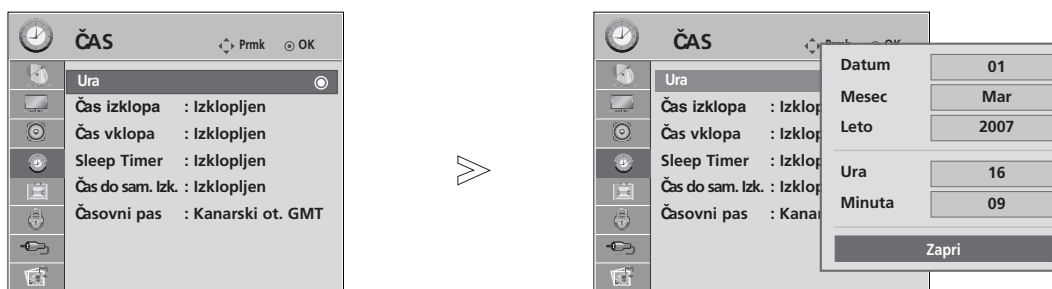 ČAS
Prmk OK
Ura
Čas izklopa : Izklopljen
Čas vklopa : Izklopljen
Sleep Timer : Izklopljen
Čas do sam. Izk. : Izklopljen
Časovni pas : Kanarski ot. GMT
ČAS
Ura
Čas izklopa : Izklop
Čas vklopa : Izklop
Sleep Timer : Izklop
Čas do sam. Izk. : Izklop
Časovni pas : Kanar
Datum 01
Mesec Mar
Leto 2007
Ura 16
Minuta 09
Zapri